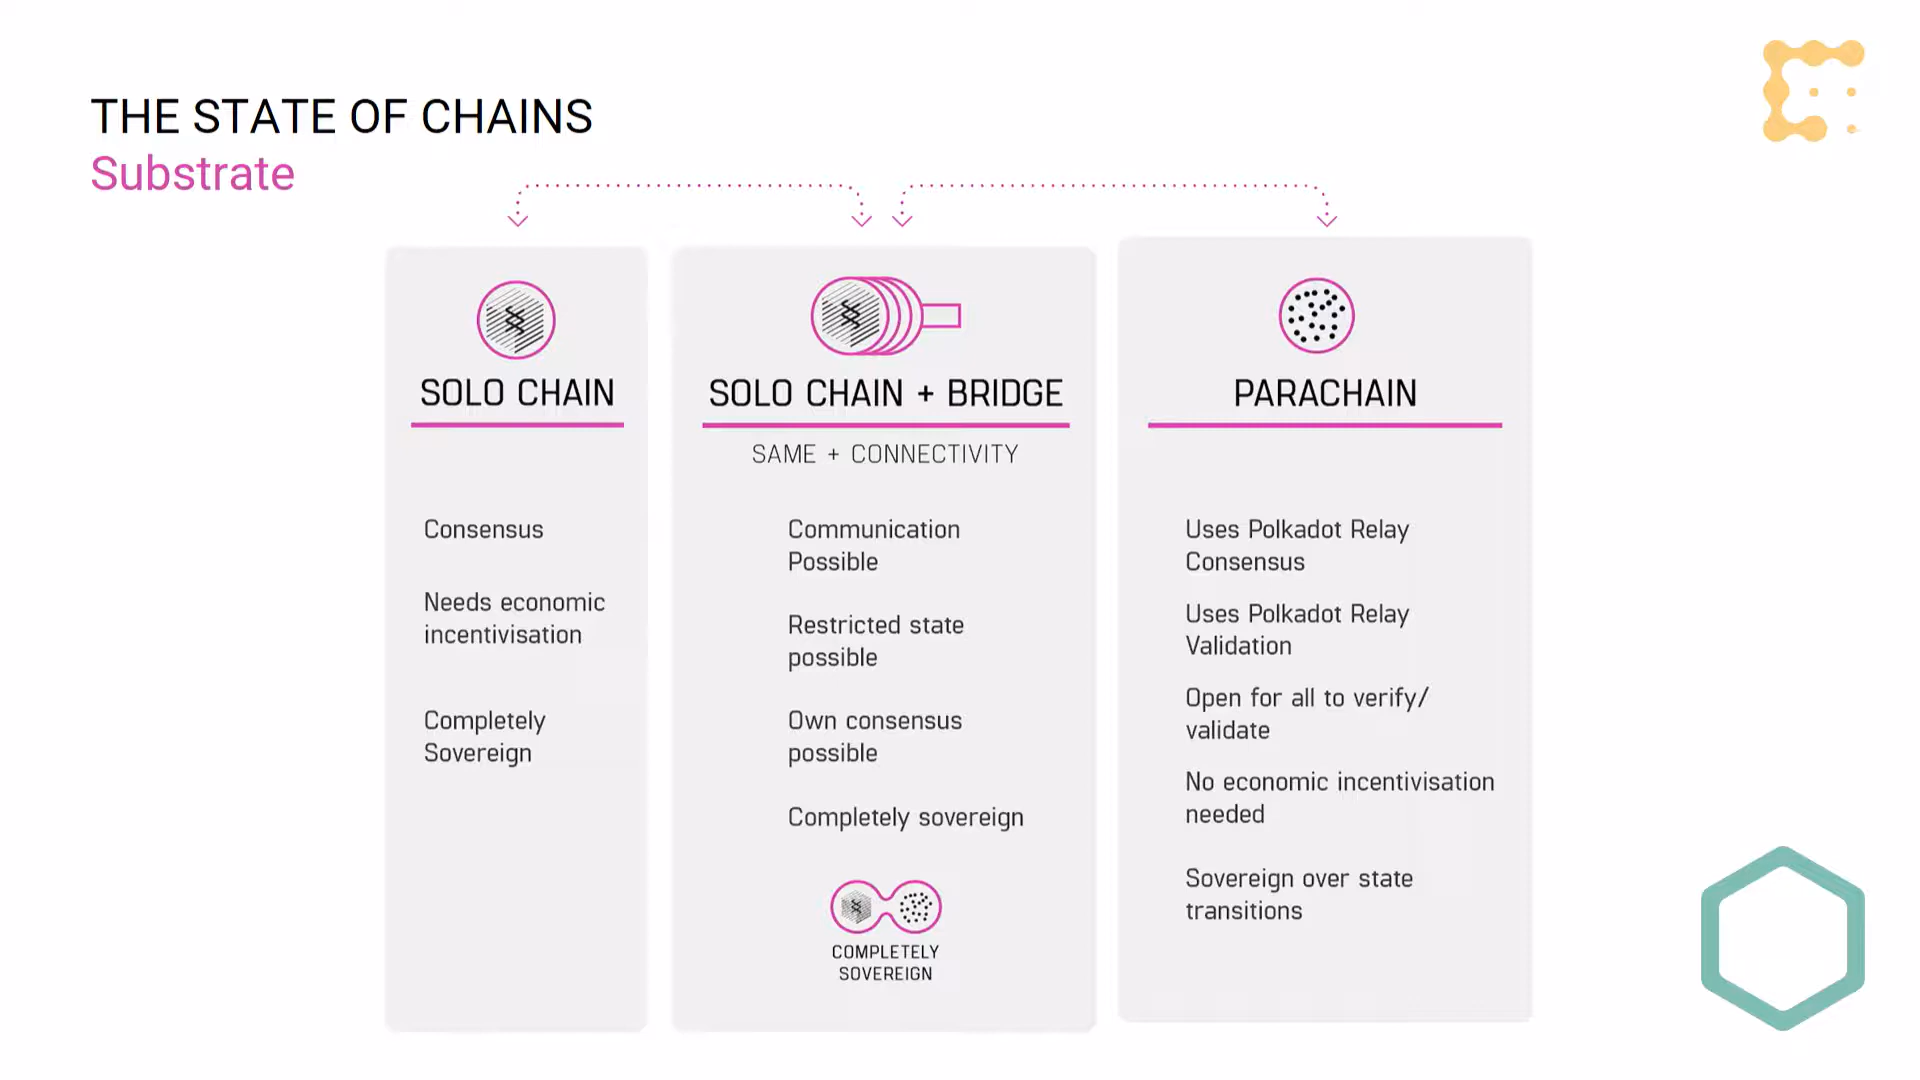 THE STATE OF CHAINS
Substrate
SOLO CHAIN
Consensus
Needs economic
incentivisation
Completely
Sovereign
SOLO CHAIN + BRIDGE
SAME + CONNECTIVITY
Communication
Possible
Restricted state
possible
Own consensus
possible
Completely sovereign
COMPLETELY
SOVEREIGN
PARACHAIN
Uses Polkadot Relay
Consensus
Uses Polkadot Relay
Validation
Open for all to verify/
validate
No economic incentivisation
needed
Sovereign over state
transitions